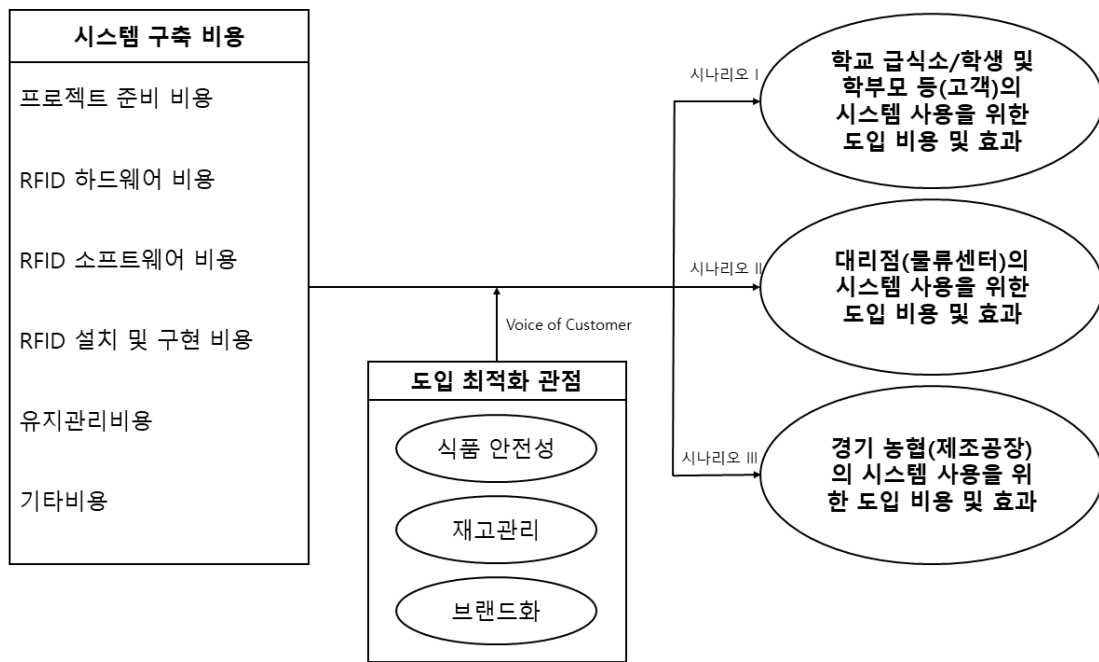 시스템 구축 비용
프로젝트 준비 비용
RFID 하드웨어 비용
RFID 소프트웨어 비용
RFID 설치 및 구현 비용
유지관리비용
기타비용
Voice of Customer
도입 최적화 관점
식품 안전성
재고관리
브랜드화
시나리오 I
학교 급식소/학생 및
학부모 등(고객)의
시스템 사용을 위한
도입 비용 및 효과
시나리오 II
대리점(물류센터)의
시스템 사용을 위한
도입 비용 및 효과
시나리오 III
경기 농협(제조공장)
의 시스템 사용을 위
한 도입 비용 및 효과